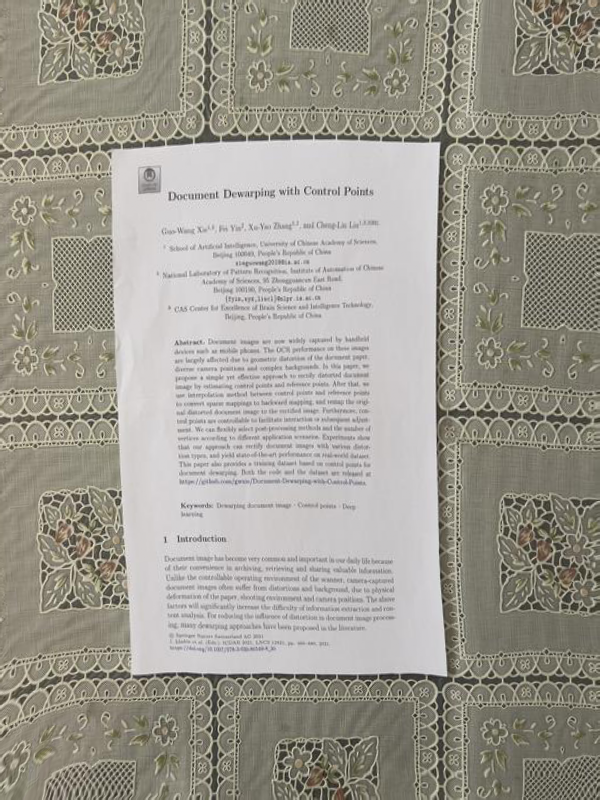 Document Dewarping with Control Points
Guo-Wang Xie1,2, Fei Yin2, Xu-Yao Zhang1,2, and Cheng-Lin Liu1,2,3
1 School of Artificial Intelligence, University of Chinese Academy of Sciences,
Beijing 100049, People's Republic of China
xieguowang2018@ia.ac.cn
2 National Laboratory of Pattern Recognition, Institute of Automation of Chinese
Academy of Sciences, 95 Zhongguancun East Road,
Beijing 100190, People's Republic of China
{fyin,xyz,liucl}@nlpr.ia.ac.cn
3 CAS Center for Excellence of Brain Science and Intelligence Technology,
Beijing, People's Republic of China
Abstract. Document images are now widely captured by handheld
devices such as mobile phones. The OCR performance on these images
are largely affected due to geometric distortion of the document paper,
diverse camera positions and complex backgrounds. In this paper, we
propose a simple yet effective approach to rectify distorted document
image by estimating control points and reference points. After that, we
use interpolation method between control points and reference points
to convert sparse mappings to backward mapping, and remap the origi-
nal distorted document image to the rectified image. Furthermore, con-
trol points are controllable to facilitate interaction or subsequent adjust-
ment. We can flexibly select post-processing methods and the number of
vertices according to different application scenarios. Experiments show
that our approach can rectify document images with various distor-
tion types, and yield state-of-the-art performance on real-world dataset.
This paper also provides a training dataset based on control points for
document dewarping. Both the code and the dataset are released at
https://github.com/gwxie/Document-Dewarping-with-Control-Points.
Keywords: Dewarping document image · Control points · Deep
learning
1 Introduction
Document image has become very common and important in our daily life because
of their convenience in archiving, retrieving and sharing valuable information.
Unlike the controllable operating environment of the scanner, camera-captured
document images often suffer from distortions and background, due to physical
deformation of the paper, shooting environment and camera positions. The above
factors will significantly increase the difficulty of information extraction and con-
tent analysis. For reducing the influence of distortion in document image process-
ing, many dewarping approaches have been proposed in the literature.
© Springer Nature Switzerland AG 2021
J. Lladós et al. (Eds.): ICDAR 2021, LNCS 12821, pp. 466–480, 2021.
https://doi.org/10.1007/978-3-030-86549-8_30